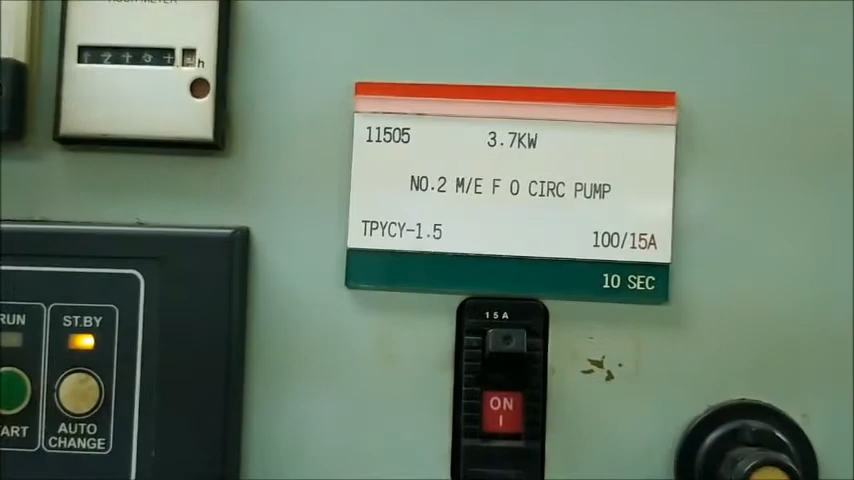 h
11505 3.7KW
NO.2 M/E F O CIRC PUMP
TPYCY-1.5 100/15A
10 SEC
15A
ON
I
RUN ST.BY
AUTO
CHANGE